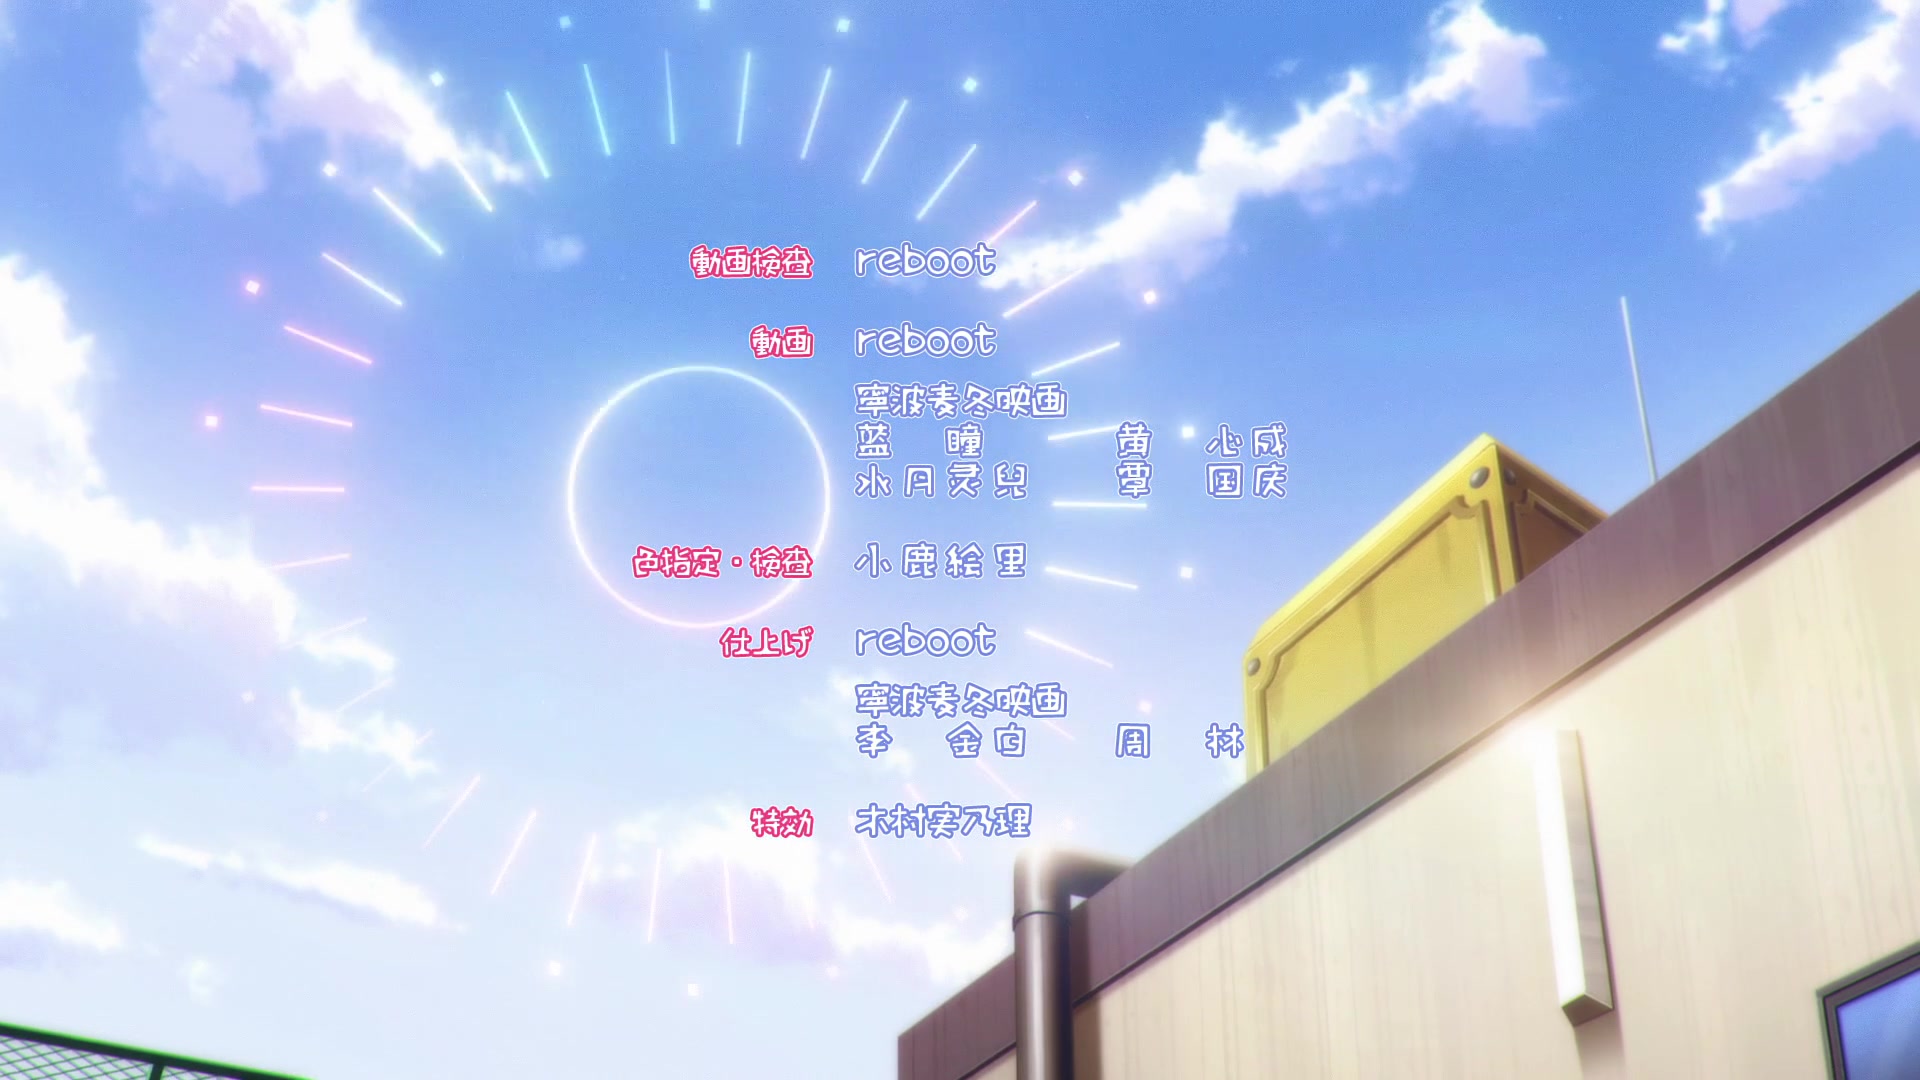 動画検査 reboot
動画 reboot
寧波麦冬映画
蓝 瞳 黄 心成
水月灵兒 覃 国庆
色指定・検査 小鹿絵里
仕上げ reboot
寧波麦冬映画
李 金向 周 林
特効 木村実乃理